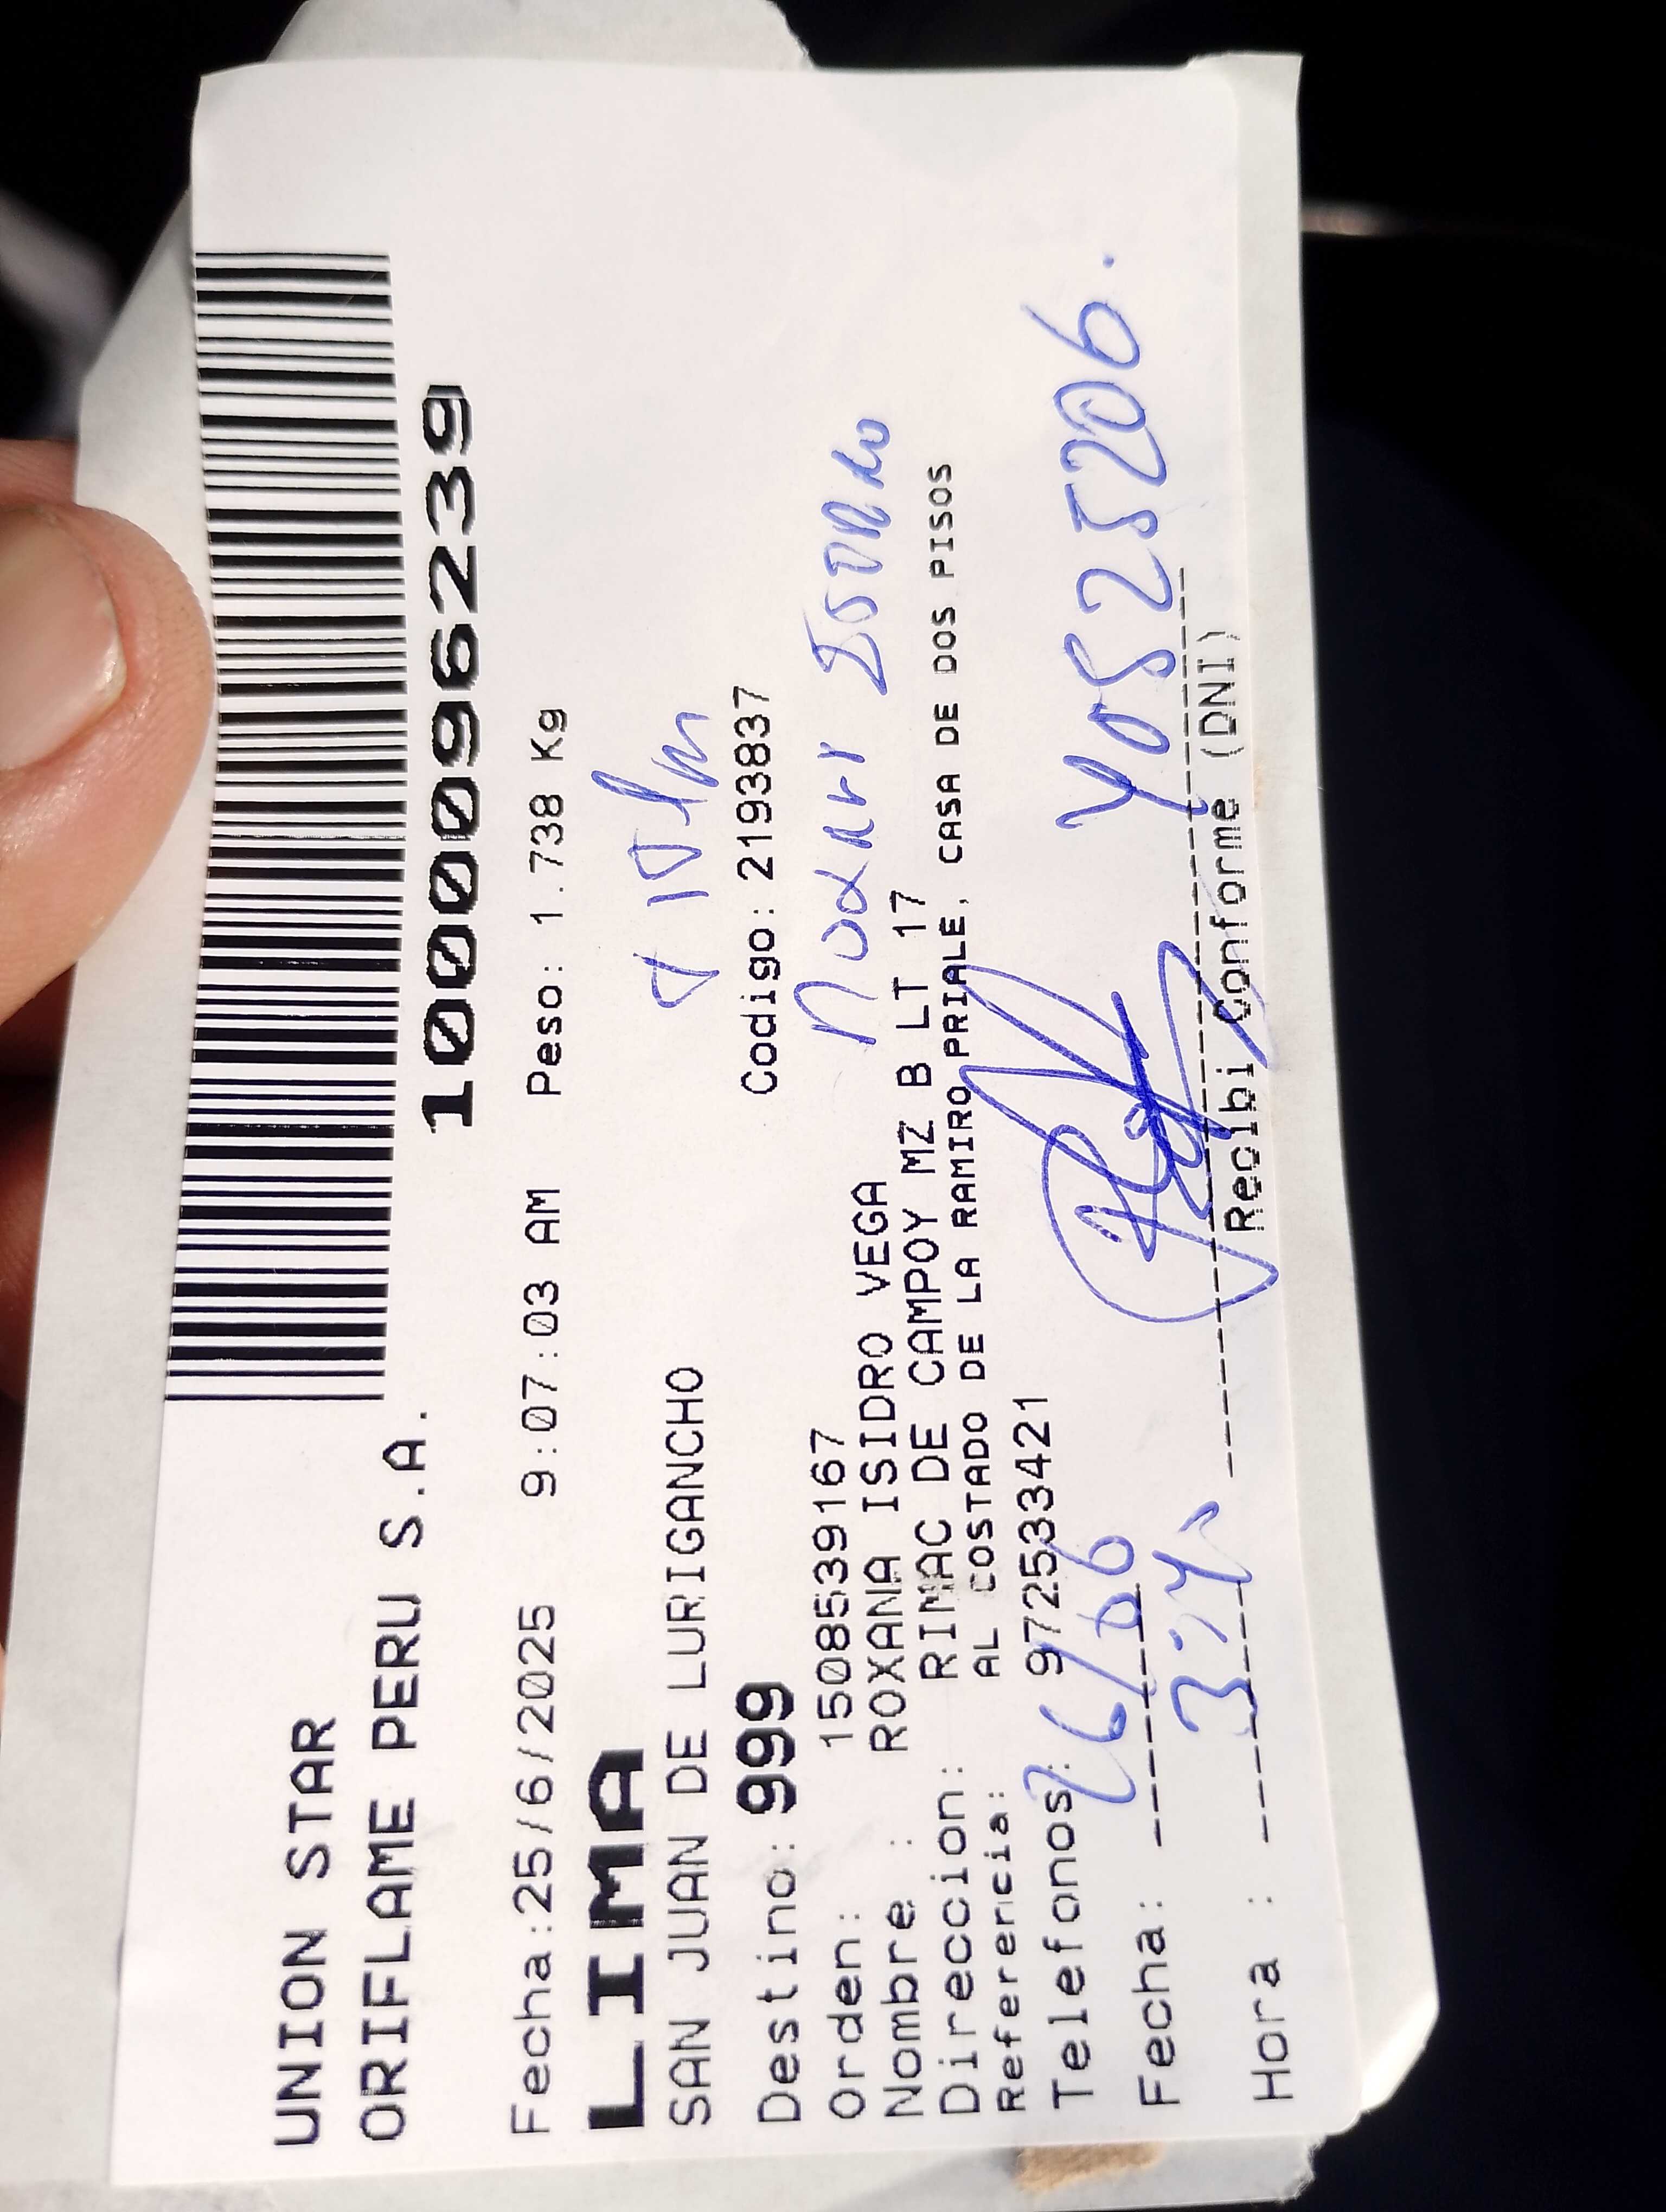 1000096239
UNION STAR
ORIFLAME PERU S.A.
Fecha:25/6/2025 9:07:03 AM Peso: 1.738 Kg
LIMA
SAN JUAN DE LURIGANCHO
Destino: 999 Codigo: 2193837
Orden: 1508539167
Nombre : ROXANA ISIDRO VEGA
Direccion: RIMAC DE CAMPOY MZ B LT 17
Referencia: AL COSTADO DE LA RAMIRO PRIALE, CASA DE DOS PISOS
Telefonos: 972533421
Fecha: 26/06
Hora :
40525206.
Recibi Conforme (DNI)